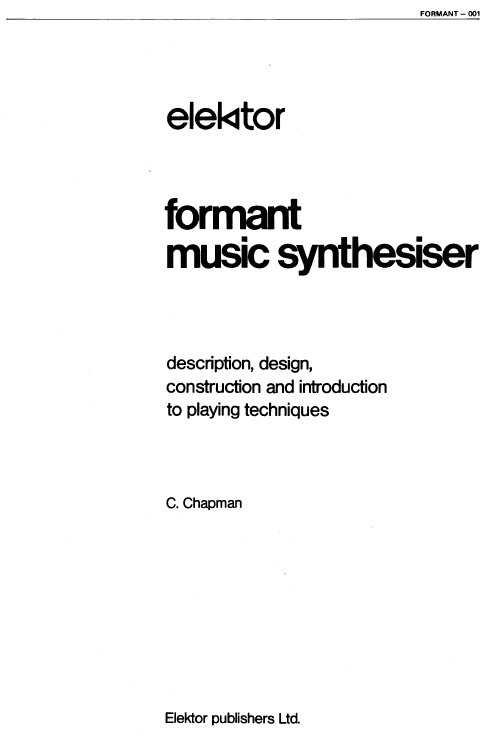 FORMANT – 001
elektor
formant
music synthesiser
description, design,
construction and introduction
to playing techniques
C. Chapman
Elektor publishers Ltd.